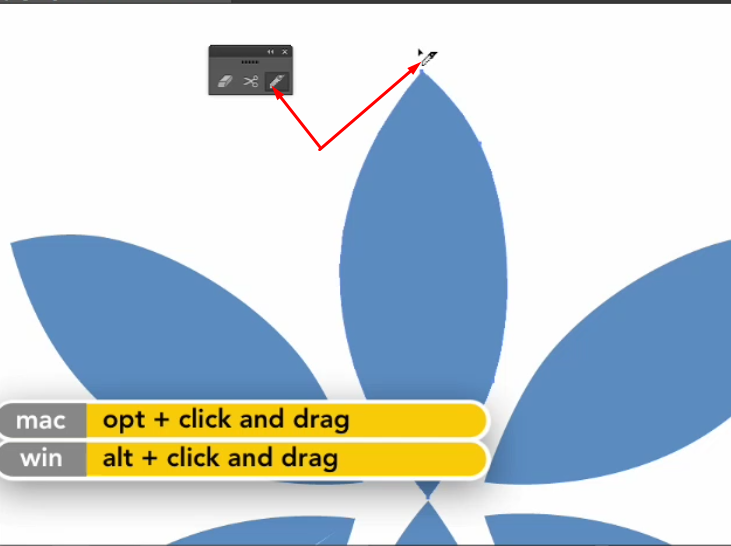 mac opt + click and drag
win alt + click and drag